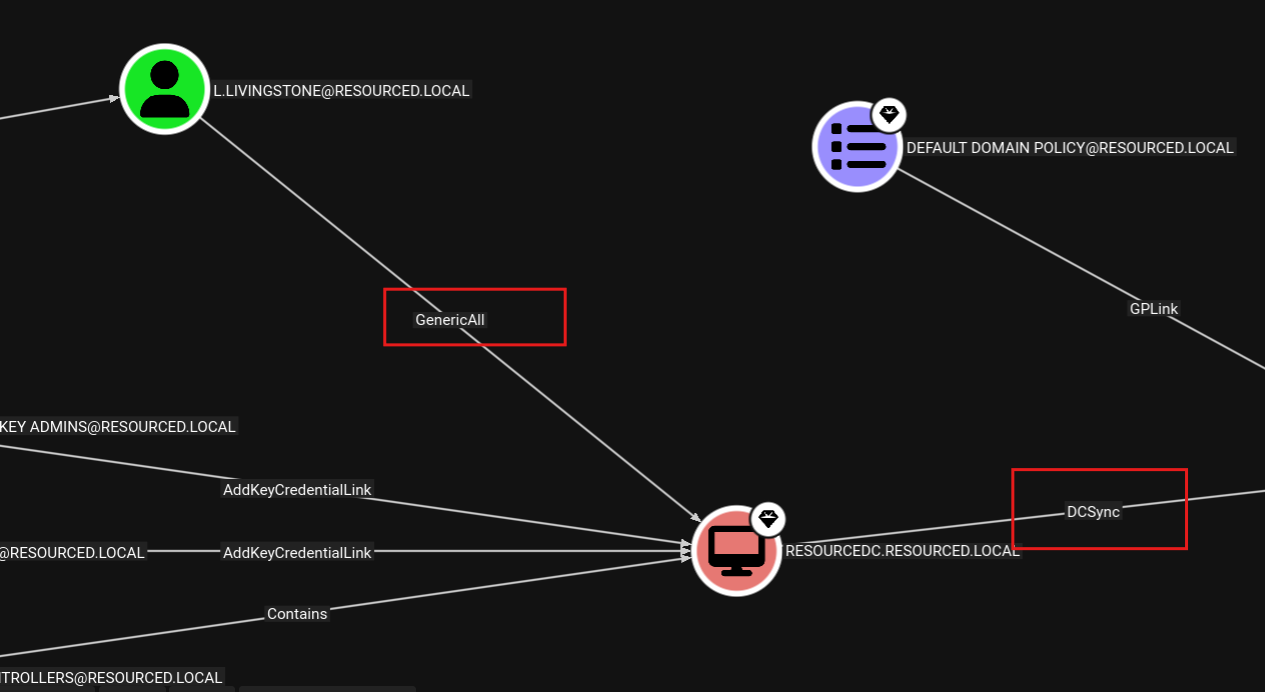 L.LIVINGSTONE@RESOURCED.LOCAL
DEFAULT DOMAIN POLICY@RESOURCED.LOCAL
GPLink
GenericAll
KEY ADMINS@RESOURCED.LOCAL
AddKeyCredentialLink
DCSync
@RESOURCED.LOCAL
AddKeyCredentialLink
RESOURCEDC.RESOURCED.LOCAL
Contains
TROLLERS@RESOURCED.LOCAL